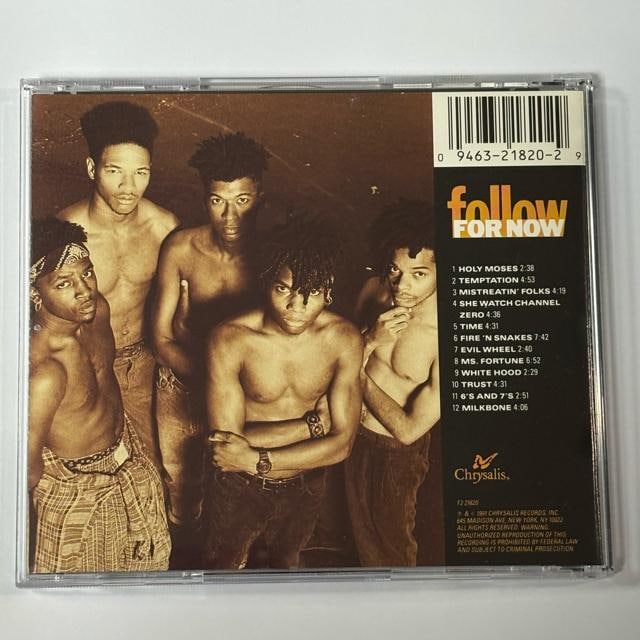 0 9463-21820-2 9
follow
FOR NOW
1 HOLY MOSES 2:38
2 TEMPTATION 4:53
3 MISTREATIN' FOLKS 4:19
4 SHE WATCH CHANNEL
ZERO 4:36
5 TIME 4:31
6 FIRE 'N SNAKES 7:42
7 EVIL WHEEL 2:40
8 MS. FORTUNE 6:52
9 WHITE HOOD 2:29
10 TRUST 4:31
11 6'S AND 7'S 2:51
12 MILKBONE 4:06
Chrysalis®
F2 21820
℗ & © 1991 CHRYSALIS RECORDS, INC.
645 MADISON AVE, NEW YORK, NY 10022
ALL RIGHTS RESERVED. WARNING:
UNAUTHORIZED REPRODUCTION OF THIS
RECORDING IS PROHIBITED BY FEDERAL LAW
AND SUBJECT TO CRIMINAL PROSECUTION